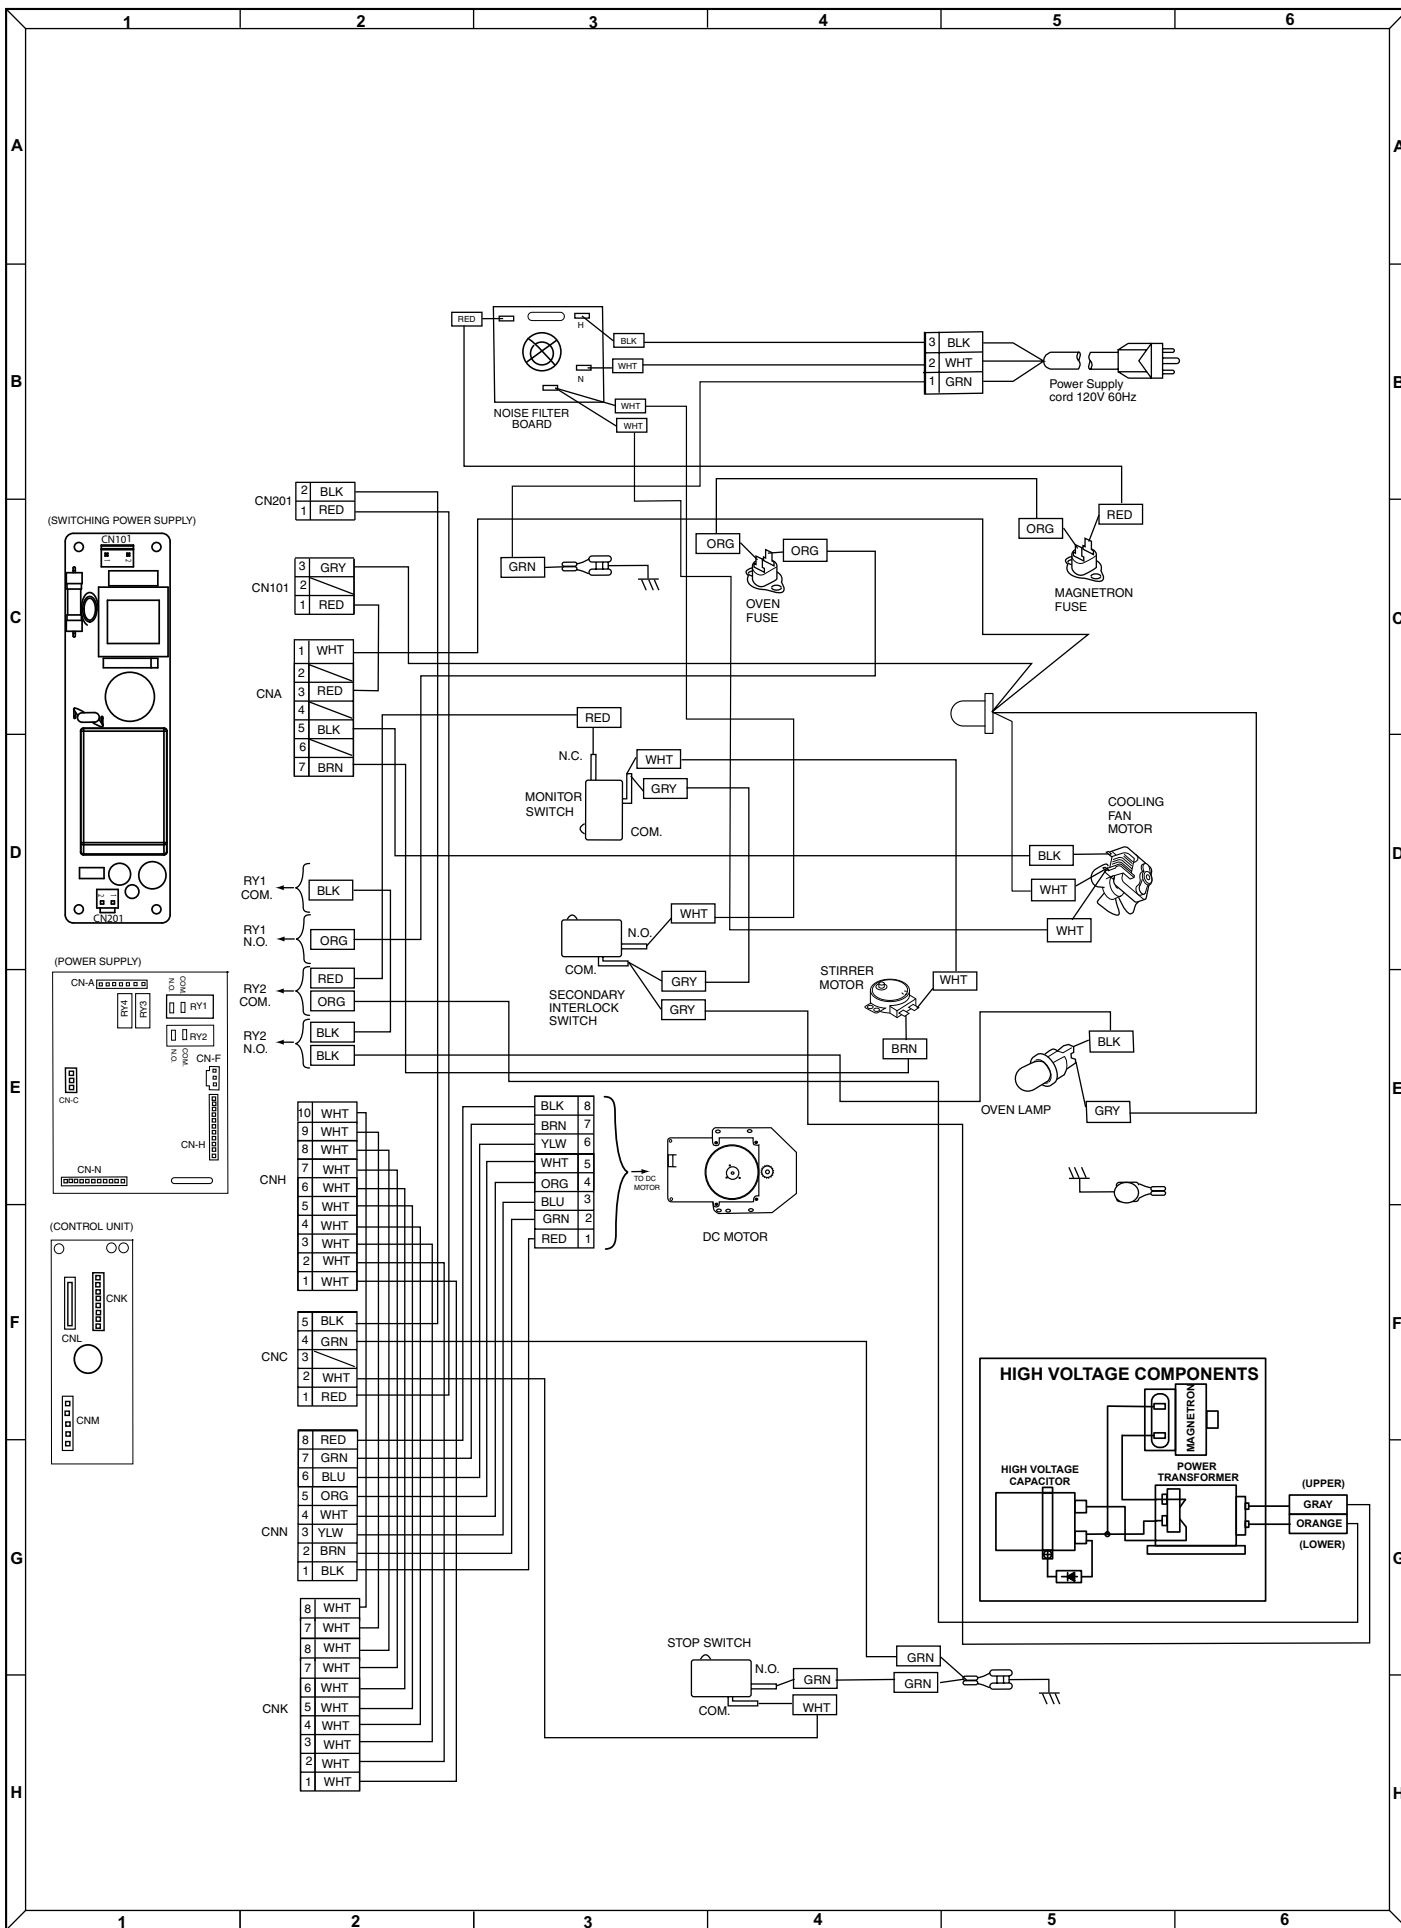 1 2 3 4 5 6
A A
B B
C C
D D
E E
F F
G G
H H
1 2 3 4 5 6
RED
H
BLK
N
WHT
WHT
WHT
NOISE FILTER
BOARD
3 BLK
2 WHT
1 GRN
Power Supply
cord 120V 60Hz
CN201
2 BLK
1 RED
(SWITCHING POWER SUPPLY)
CN101
1 2
2 1
CN201
CN101
3 GRY
2
1 RED
GRN
ORG
ORG
OVEN
FUSE
ORG
RED
MAGNETRON
FUSE
CNA
1 WHT
2
3 RED
4
5 BLK
6
7 BRN
RED
N.C.
WHT
GRY
MONITOR
SWITCH
COM.
COOLING
FAN
MOTOR
BLK
WHT
WHT
RY1
COM.
BLK
RY1
N.O.
ORG
RY2
COM.
RED
ORG
RY2
N.O.
BLK
BLK
WHT
N.O.
COM.
GRY
GRY
SECONDARY
INTERLOCK
SWITCH
STIRRER
MOTOR
WHT
BRN
BLK
GRY
OVEN LAMP
(POWER SUPPLY)
CN-A
N.O.
COM.
RY4
RY3
RY1
RY2
N.O.
COM.
CN-F
CN-C
CN-H
CN-N
CNH
10 WHT
9 WHT
8 WHT
7 WHT
6 WHT
5 WHT
4 WHT
3 WHT
2 WHT
1 WHT
BLK 8
BRN 7
YLW 6
WHT 5
ORG 4
BLU 3
GRN 2
RED 1
TO DC
MOTOR
DC MOTOR
(CONTROL UNIT)
CNK
CNL
CNM
CNC
5 BLK
4 GRN
3
2 WHT
1 RED
CNN
8 RED
7 GRN
6 BLU
5 ORG
4 WHT
3 YLW
2 BRN
1 BLK
CNK
8 WHT
7 WHT
8 WHT
7 WHT
6 WHT
5 WHT
4 WHT
3 WHT
2 WHT
1 WHT
HIGH VOLTAGE COMPONENTS
MAGNETRON
HIGH VOLTAGE
CAPACITOR
POWER
TRANSFORMER
(UPPER)
GRAY
ORANGE
(LOWER)
STOP SWITCH
N.O.
COM.
GRN
WHT
GRN
GRN